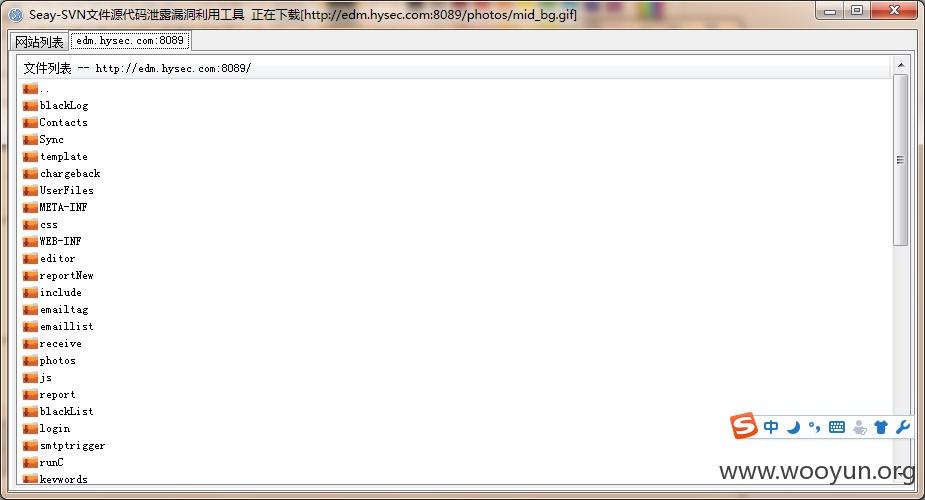 Seay-SVN文件源代码泄露漏洞利用工具 正在下载[http://edm.hysec.com:8089/photos/mid_bg.gif]
网站列表 edm.hysec.com:8089
文件列表 -- http://edm.hysec.com:8089/
..
blackLog
Contacts
Sync
template
chargeback
UserFiles
META-INF
css
WEB-INF
editor
reportNew
include
emailtag
emaillist
receive
photos
js
report
blackList
login
smtptrigger
runC
keywords
中
www.wooyun.org